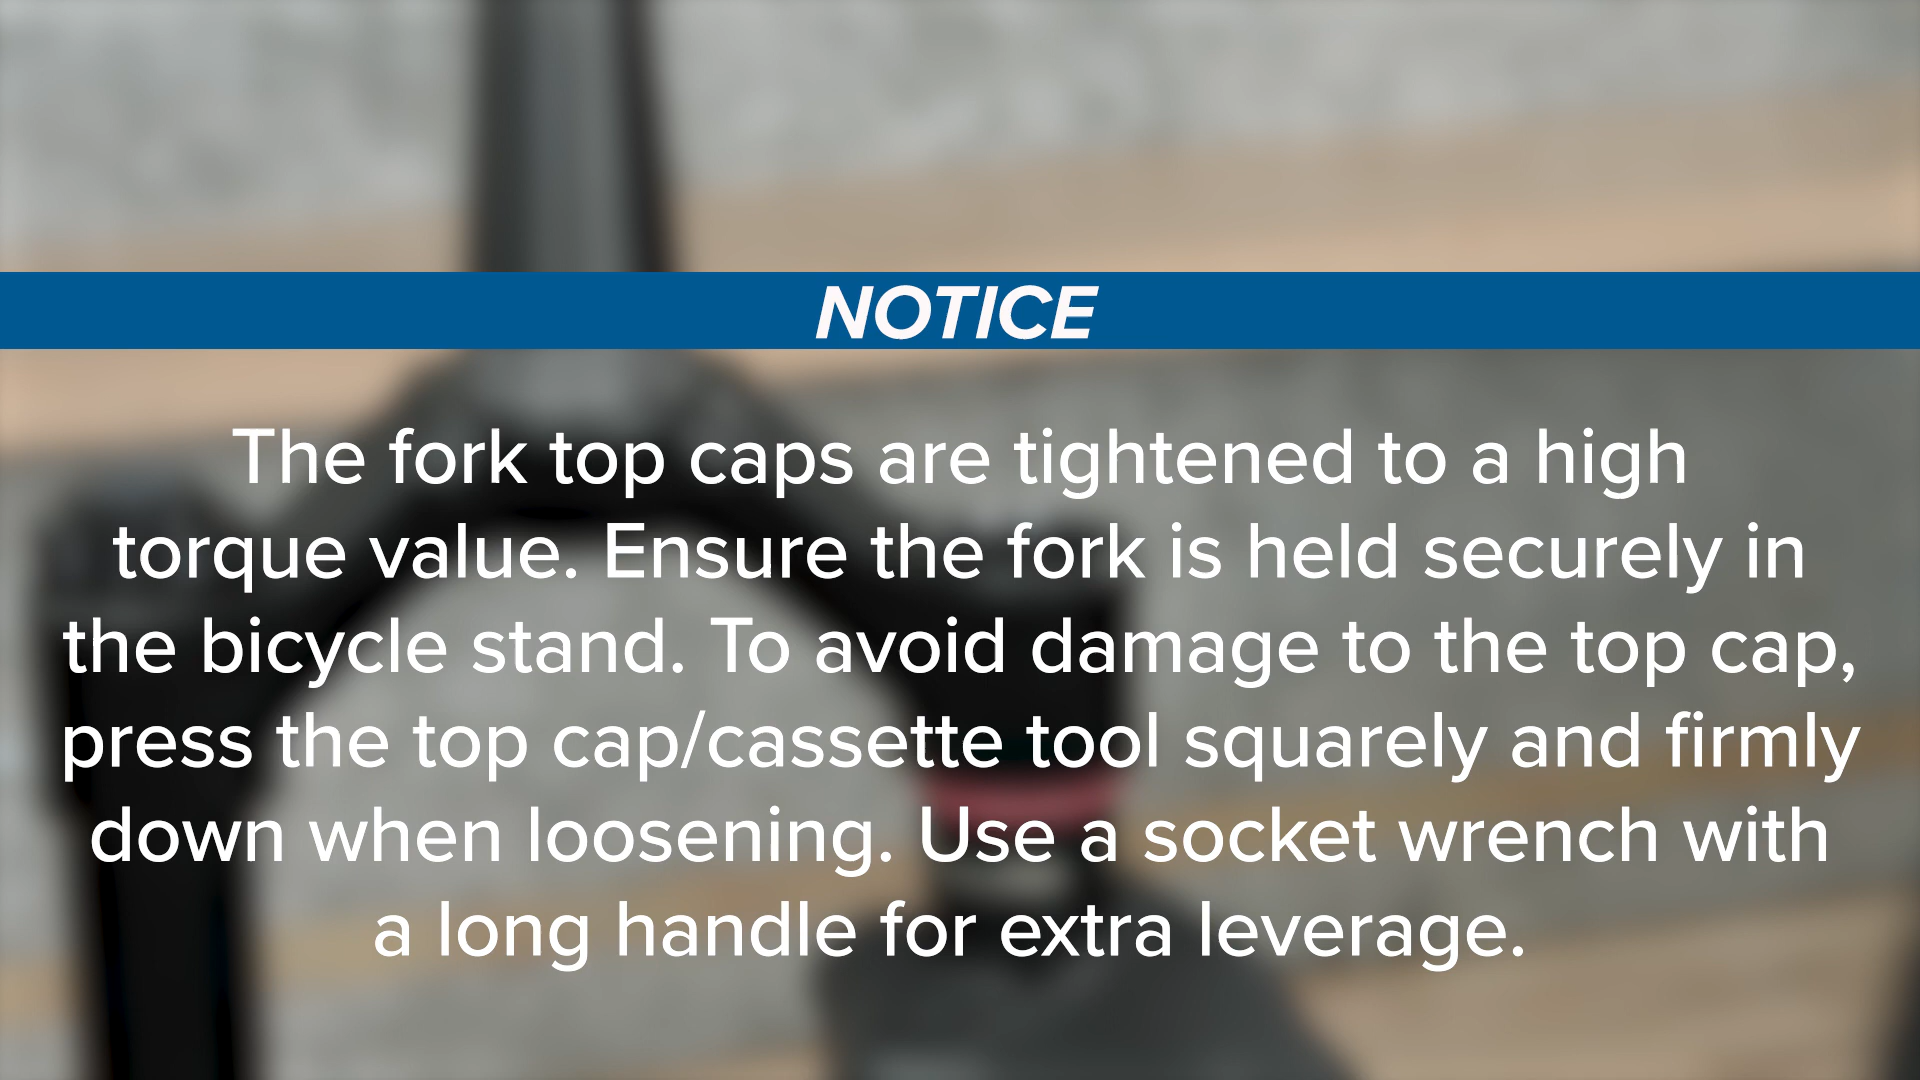 NOTICE
The fork top caps are tightened to a high
torque value. Ensure the fork is held securely in
the bicycle stand. To avoid damage to the top cap,
press the top cap/cassette tool squarely and firmly
down when loosening. Use a socket wrench with
a long handle for extra leverage.